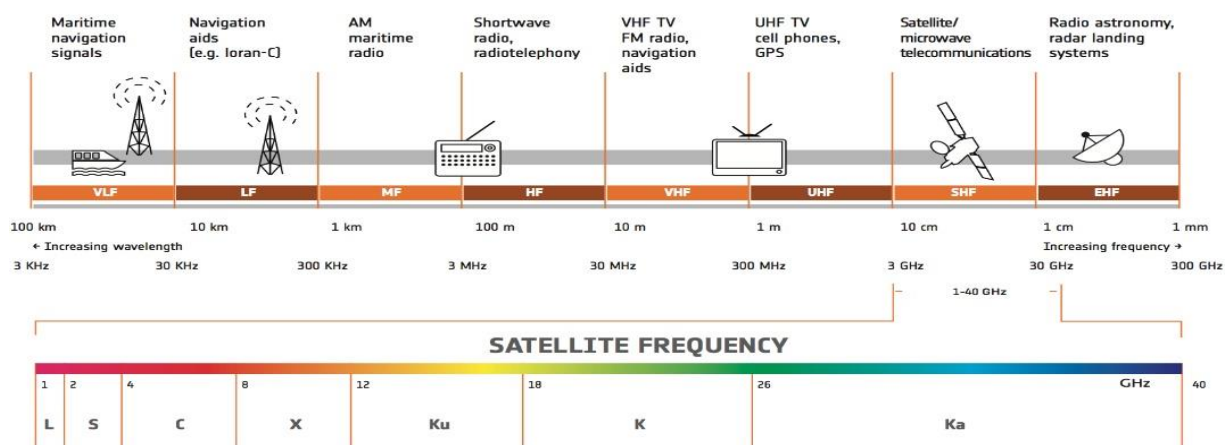 Maritime
navigation
signals
Navigation
aids
(e.g. loran-C)
AM
maritime
radio
Shortwave
radio,
radiotelephony
VHF TV
FM radio,
navigation
aids
UHF TV
cell phones,
GPS
Satellite/
microwave
telecommunications
Radio astronomy,
radar landing
systems
VLF LF MF HF VHF UHF SHF EHF
100 km 10 km 1 km 100 m 10 m 1 m 10 cm 1 cm 1 mm
← Increasing wavelength Increasing frequency →
3 KHz 30 KHz 300 KHz 3 MHz 30 MHz 300 MHz 3 GHz 30 GHz 300 GHz
1-40 GHz
SATELLITE FREQUENCY
1 2 4 8 12 18 26 GHz 40
L S C X Ku K Ka